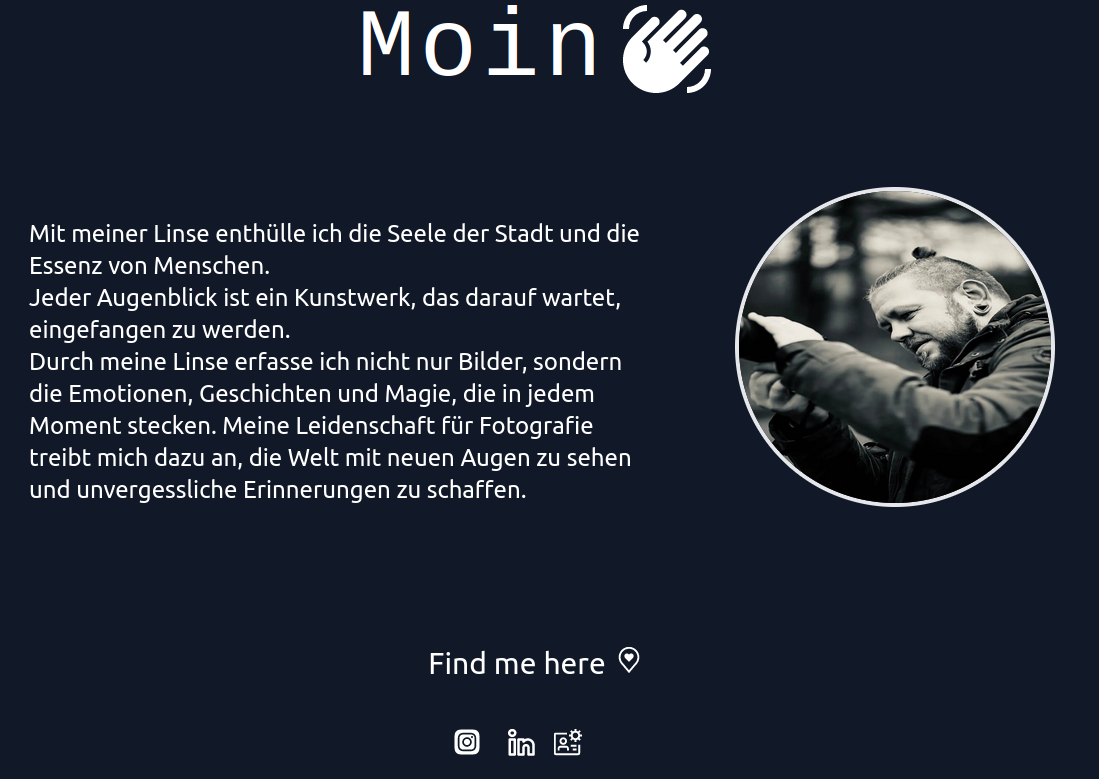 Moin
Mit meiner Linse enthülle ich die Seele der Stadt und die
Essenz von Menschen.
Jeder Augenblick ist ein Kunstwerk, das darauf wartet,
eingefangen zu werden.
Durch meine Linse erfasse ich nicht nur Bilder, sondern
die Emotionen, Geschichten und Magie, die in jedem
Moment stecken. Meine Leidenschaft für Fotografie
treibt mich dazu an, die Welt mit neuen Augen zu sehen
und unvergessliche Erinnerungen zu schaffen.
Find me here
in